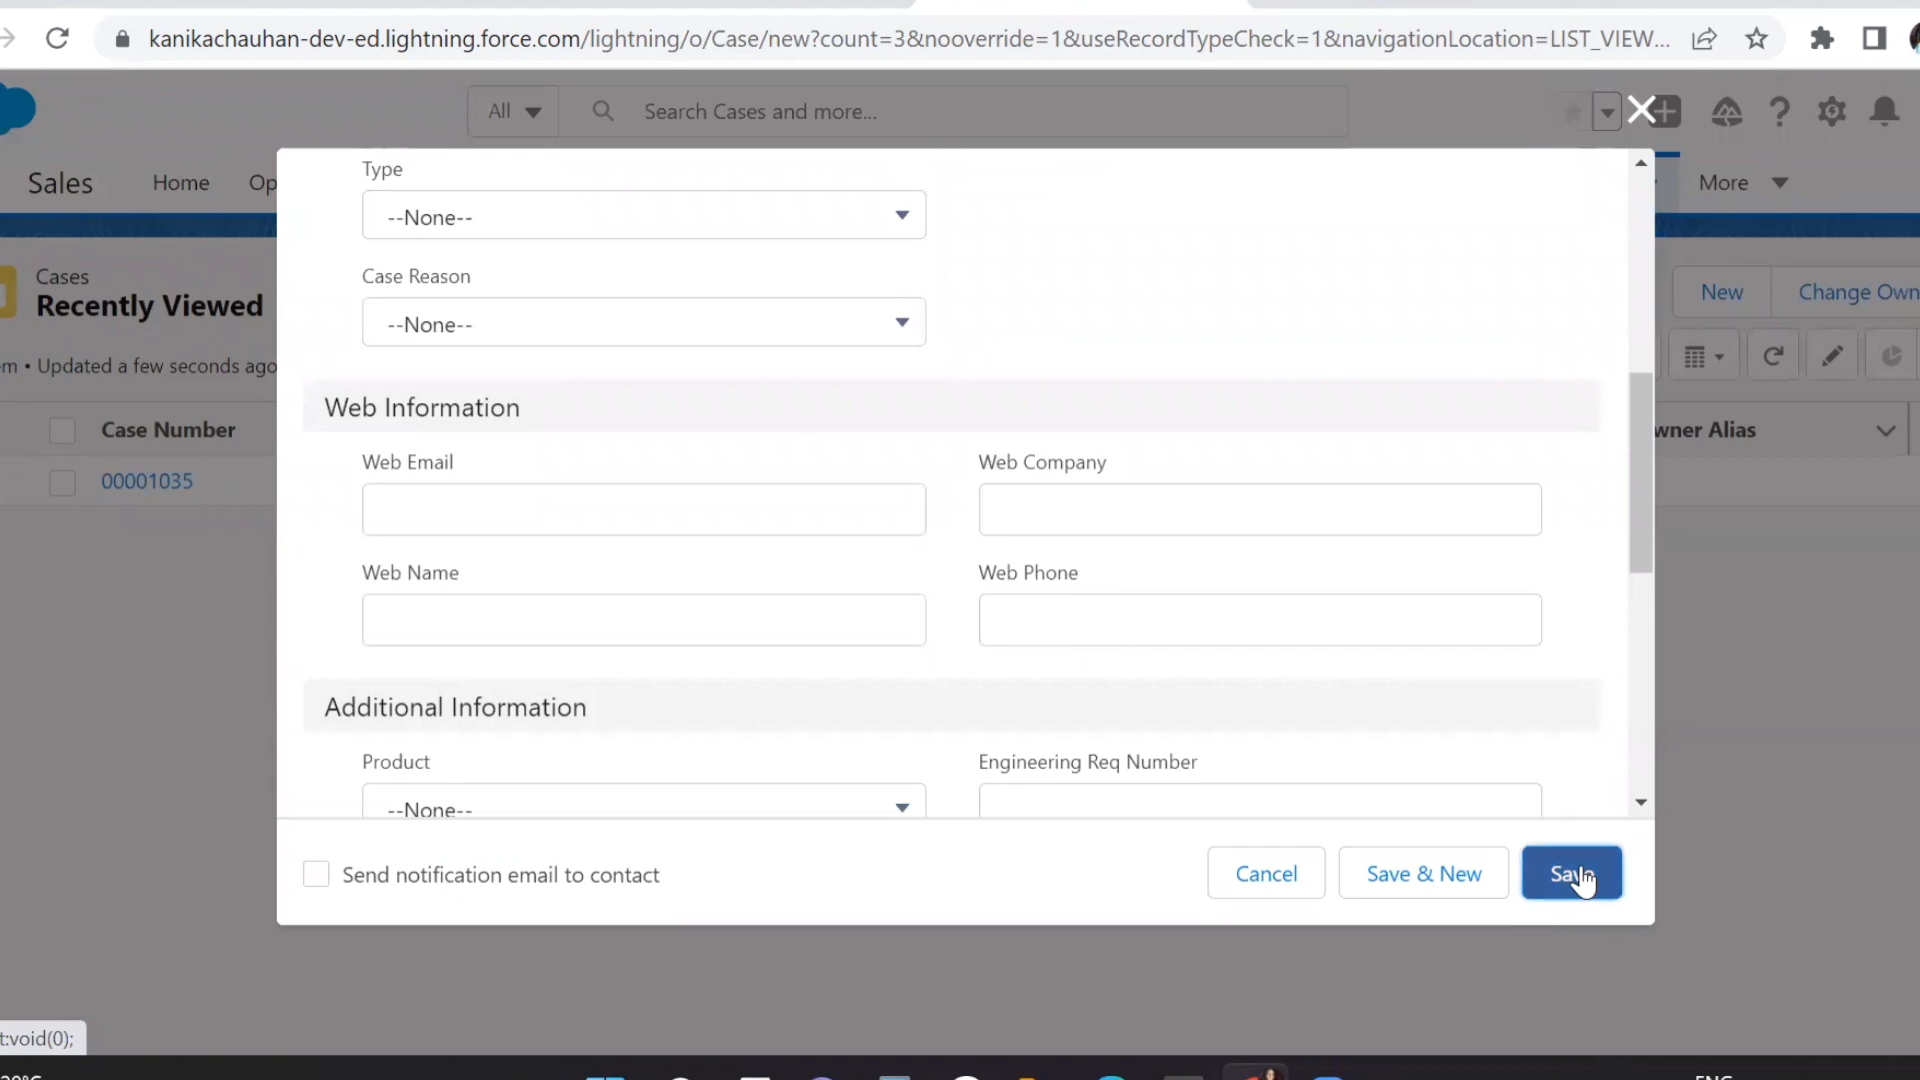 kanikachauhan-dev-ed.lightning.force.com/lightning/o/Case/new?count=3&nooverride=1&useRecordTypeCheck=1&navigationLocation=LIST_VIEW...
All
Search Cases and more...
Sales
Home
Op
More
Cases
Recently Viewed
m • Updated a few seconds ago
New
Change Own
Case Number
wner Alias
00001035
Type
--None--
Case Reason
--None--
Web Information
Web Email
Web Company
Web Name
Web Phone
Additional Information
Product
Engineering Req Number
--None--
Send notification email to contact
Cancel
Save & New
Save
t:void(0);
ENG